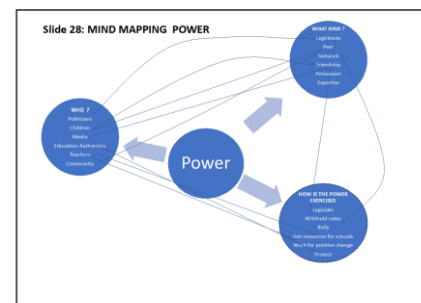 Slide 28: MIND MAPPING POWER
WHAT KIND ?
Legitimate
Peer
Network
Friendship
Persuasion
Expertise
WHO ?
Politicians
Children
Media
Education Authorities
Teachers
Community
Power
HOW IS THE POWER
EXERCISED
Legislate
Withhold votes
Bully
Get resources for schools
Work for positive change
Protect